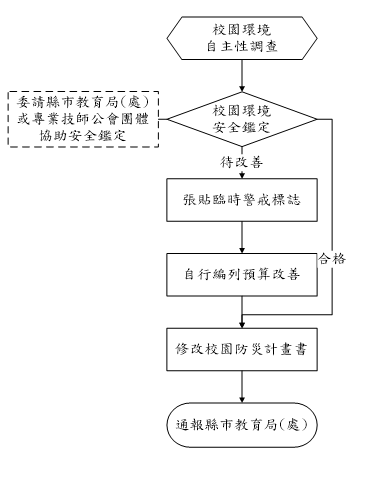 校園環境
自主性調查
委請縣市教育局(處)
或專業技師公會團體
協助安全鑑定
校園環境
安全鑑定
待改善
張貼臨時警戒標誌
合格
自行編列預算改善
修改校園防災計畫書
通報縣市教育局(處)